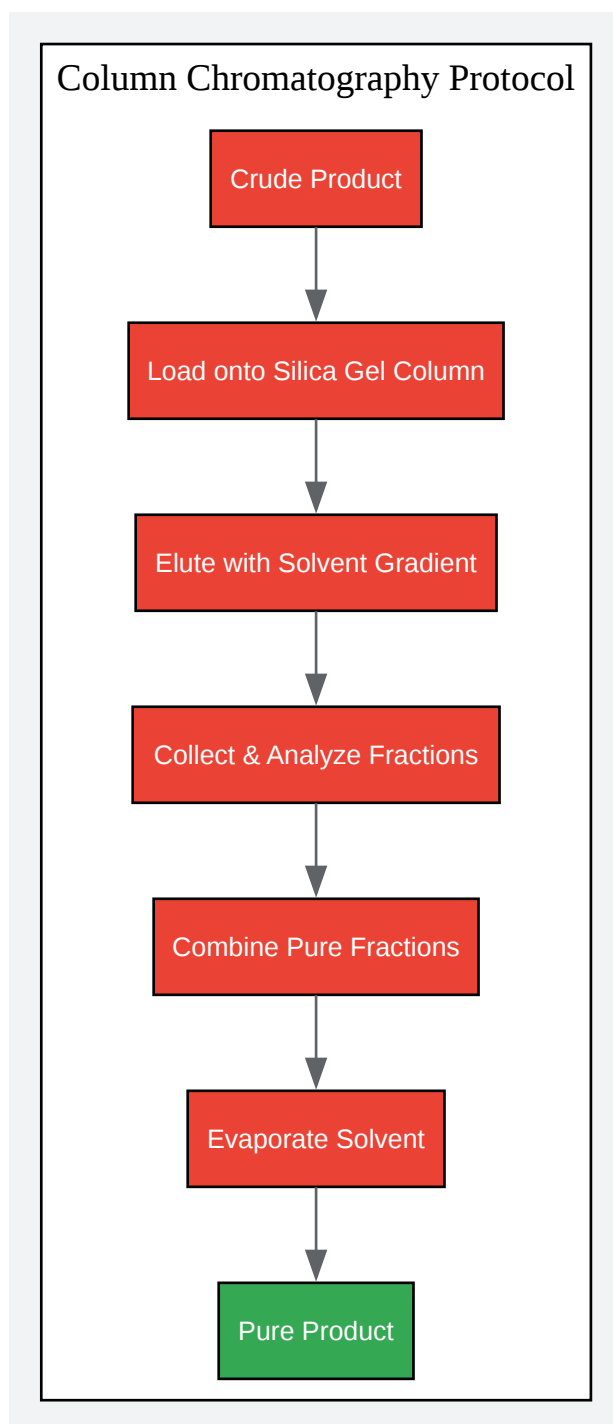 Column Chromatography Protocol
Crude Product
Load onto Silica Gel Column
Elute with Solvent Gradient
Collect & Analyze Fractions
Combine Pure Fractions
Evaporate Solvent
Pure Product